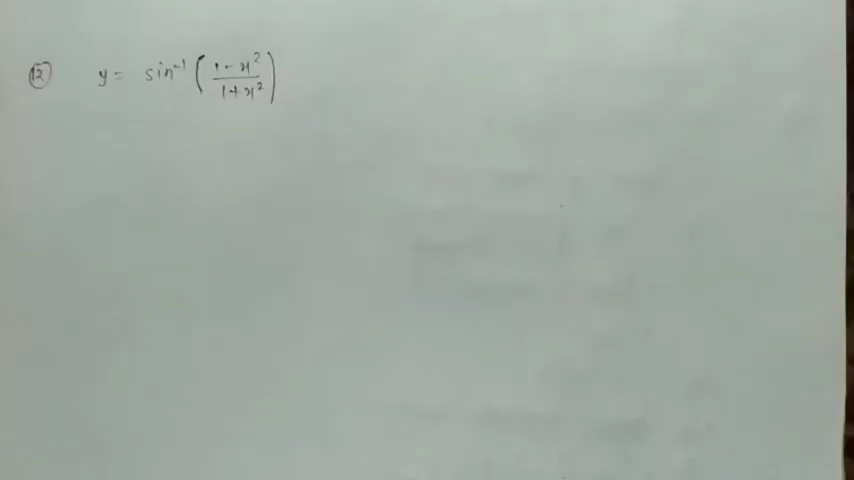 (12) y = sin⁻¹ ( (1 - x²) / (1 + x²) )